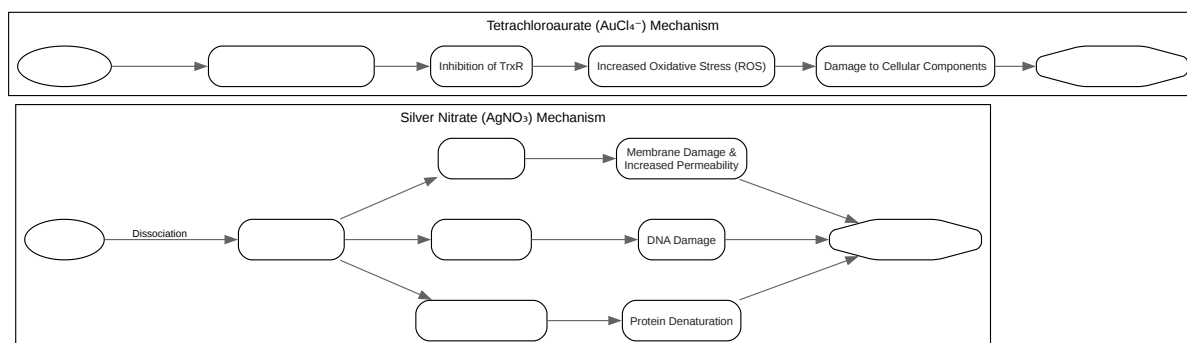 Tetrachloroaurate (AuCl₄⁻) Mechanism
Inhibition of TrxR
Increased Oxidative Stress (ROS)
Damage to Cellular Components
Silver Nitrate (AgNO₃) Mechanism
Membrane Damage &
Increased Permeability
Dissociation
DNA Damage
Protein Denaturation